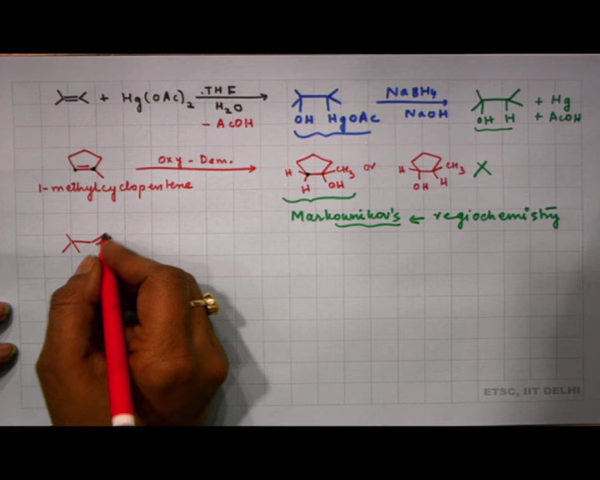 + Hg(OAc)2 THF H2O - AcOH OH HgOAc NaBH4 NaOH OH H + Hg + AcOH
Oxy-Dem. H H CH3 OH or H OH CH3 H X
1-methylcyclopentene
Markownikov's ← regiochemistry
ETSC, IIT DELHI